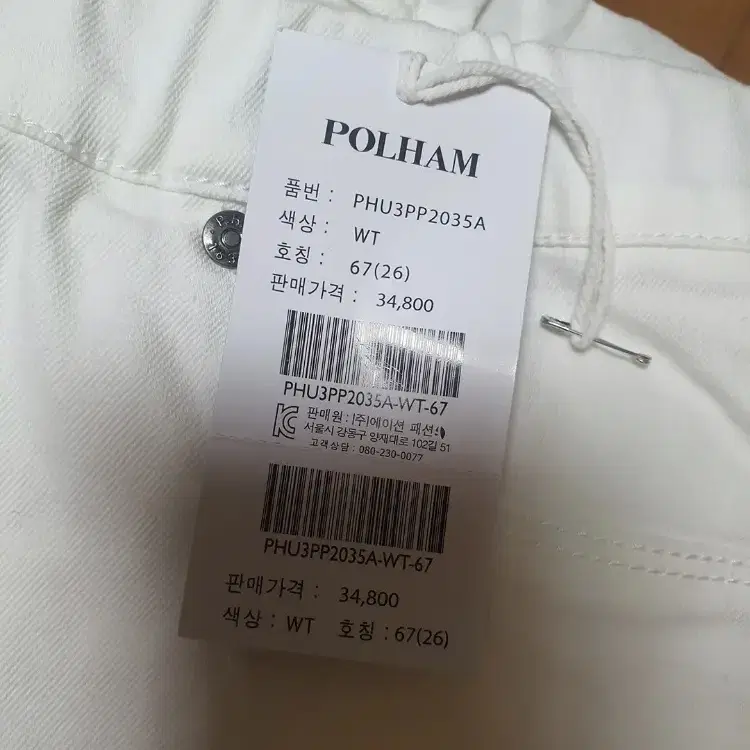 POLHAM
품번 : PHU3PP2035A
색상 : WT
호칭 : 67(26)
판매가격 : 34,800
PHU3PP2035A-WT-67
판매원 : (주)에이션 패션
서울시 강동구 양재대로 102길 51
고객상담 : 080-230-0077
PHU3PP2035A-WT-67
판매가격 : 34,800
색상 : WT 호칭 : 67(26)